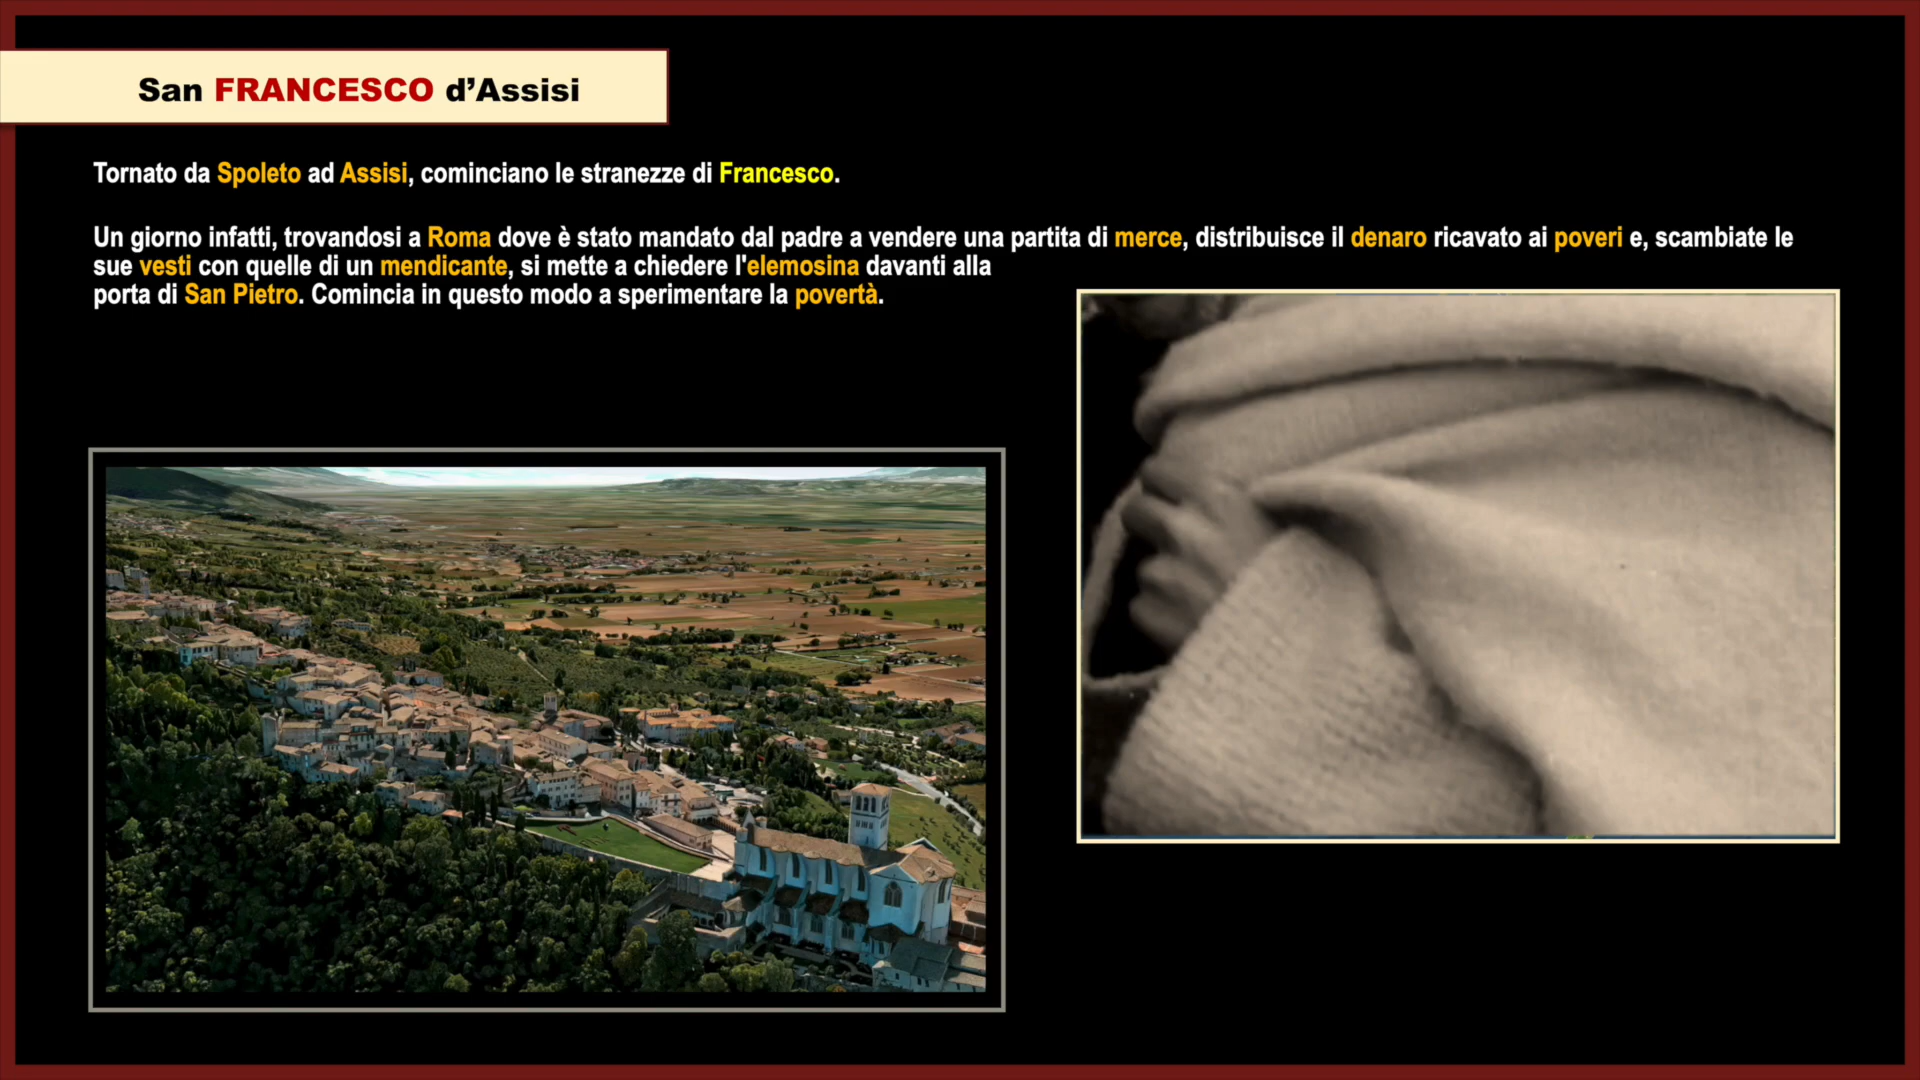 San FRANCESCO d’Assisi
Tornato da Spoleto ad Assisi, cominciano le stranezze di Francesco.
Un giorno infatti, trovandosi a Roma dove è stato mandato dal padre a vendere una partita di merce, distribuisce il denaro ricavato ai poveri e, scambiate le
sue vesti con quelle di un mendicante, si mette a chiedere l'elemosina davanti alla
porta di San Pietro. Comincia in questo modo a sperimentare la povertà.